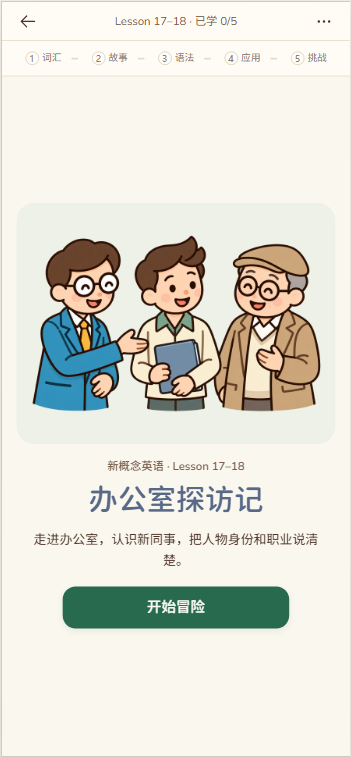 Lesson 17–18 · 已学 0/5
1 词汇 – 2 故事 – 3 语法 – 4 应用 – 5 挑战
新概念英语 · Lesson 17–18
办公室探访记
走进办公室，认识新同事，把人物身份和职业说清
楚。
开始冒险